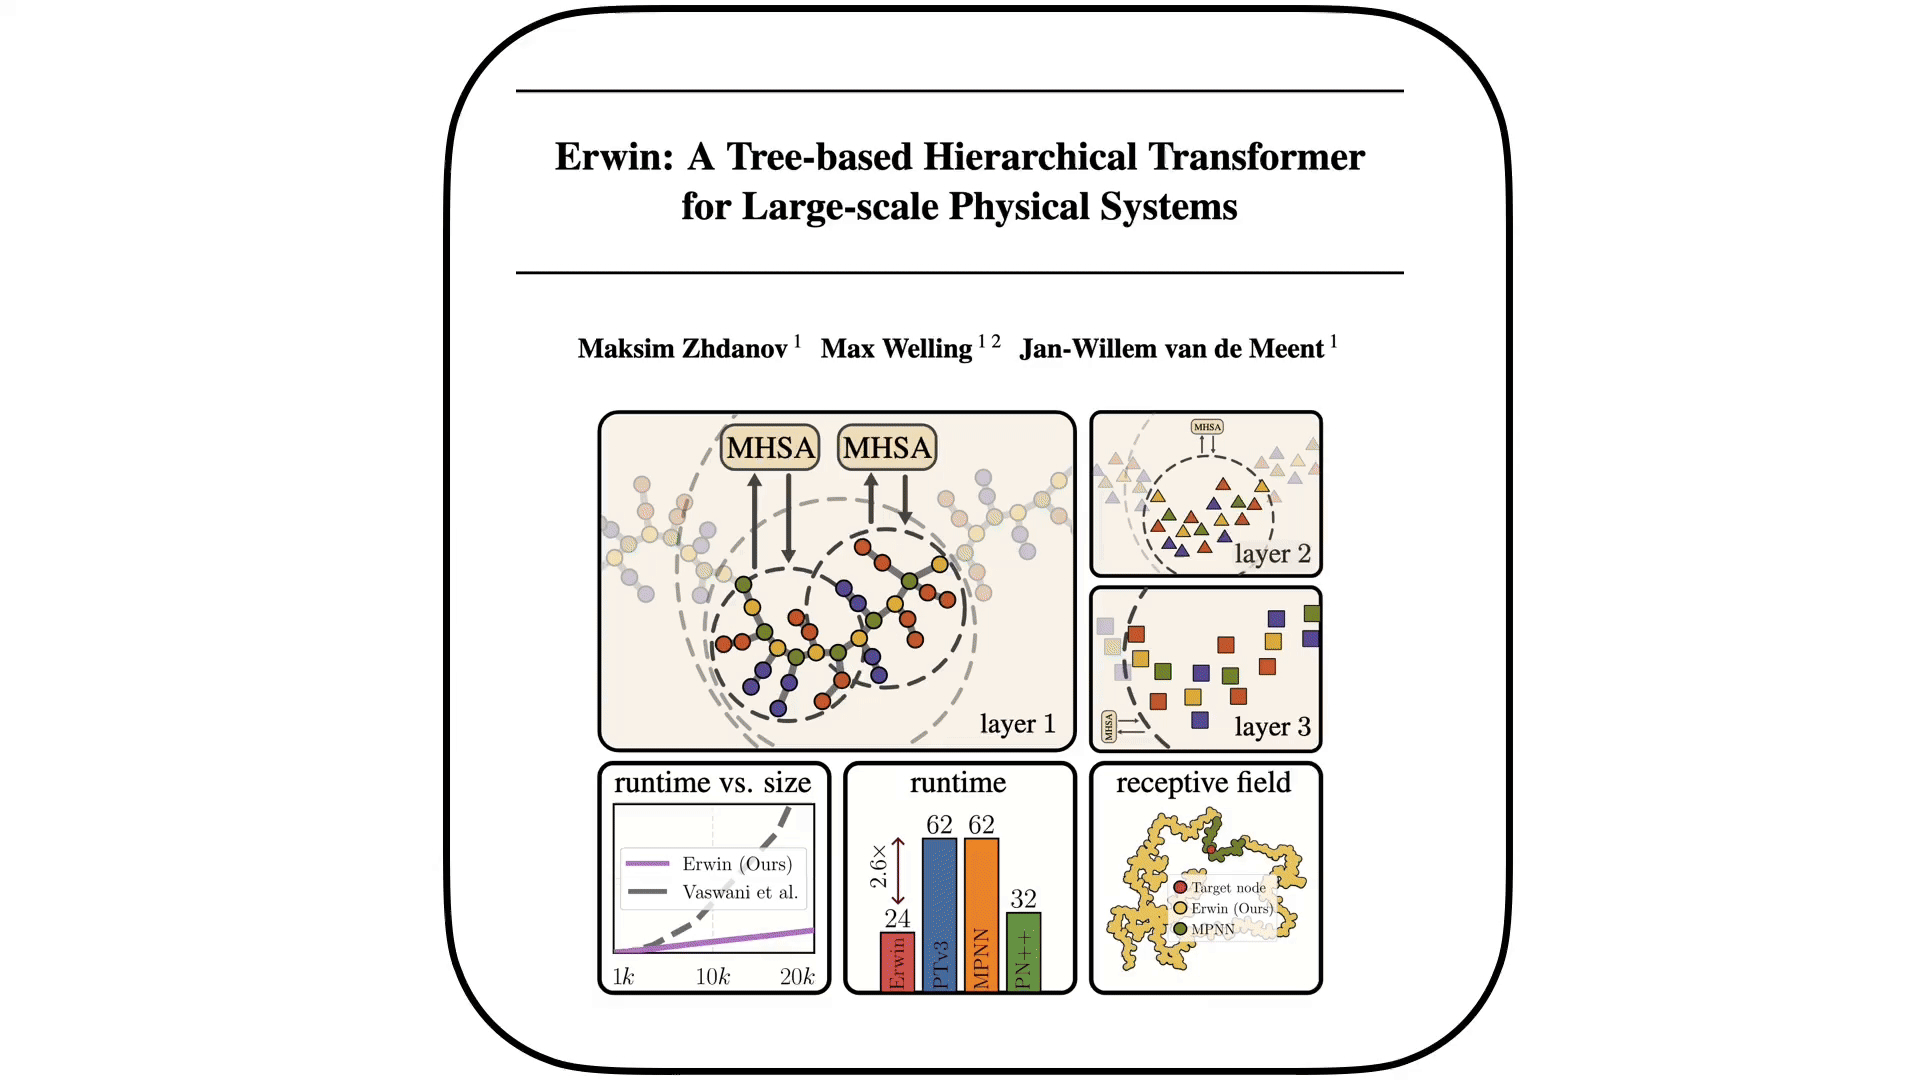 Erwin: A Tree-based Hierarchical Transformer
for Large-scale Physical Systems
Maksim Zhdanov 1 Max Welling 1 2 Jan-Willem van de Meent 1
MHSA
MHSA
layer 1
MHSA
layer 2
MHSA
layer 3
runtime vs. size
Erwin (Ours)
Vaswani et al.
1k 10k 20k
runtime
62 62
2.6×
24
32
Erwin
PTv3
MPNN
PN++
receptive field
Target node
Erwin (Ours)
MPNN